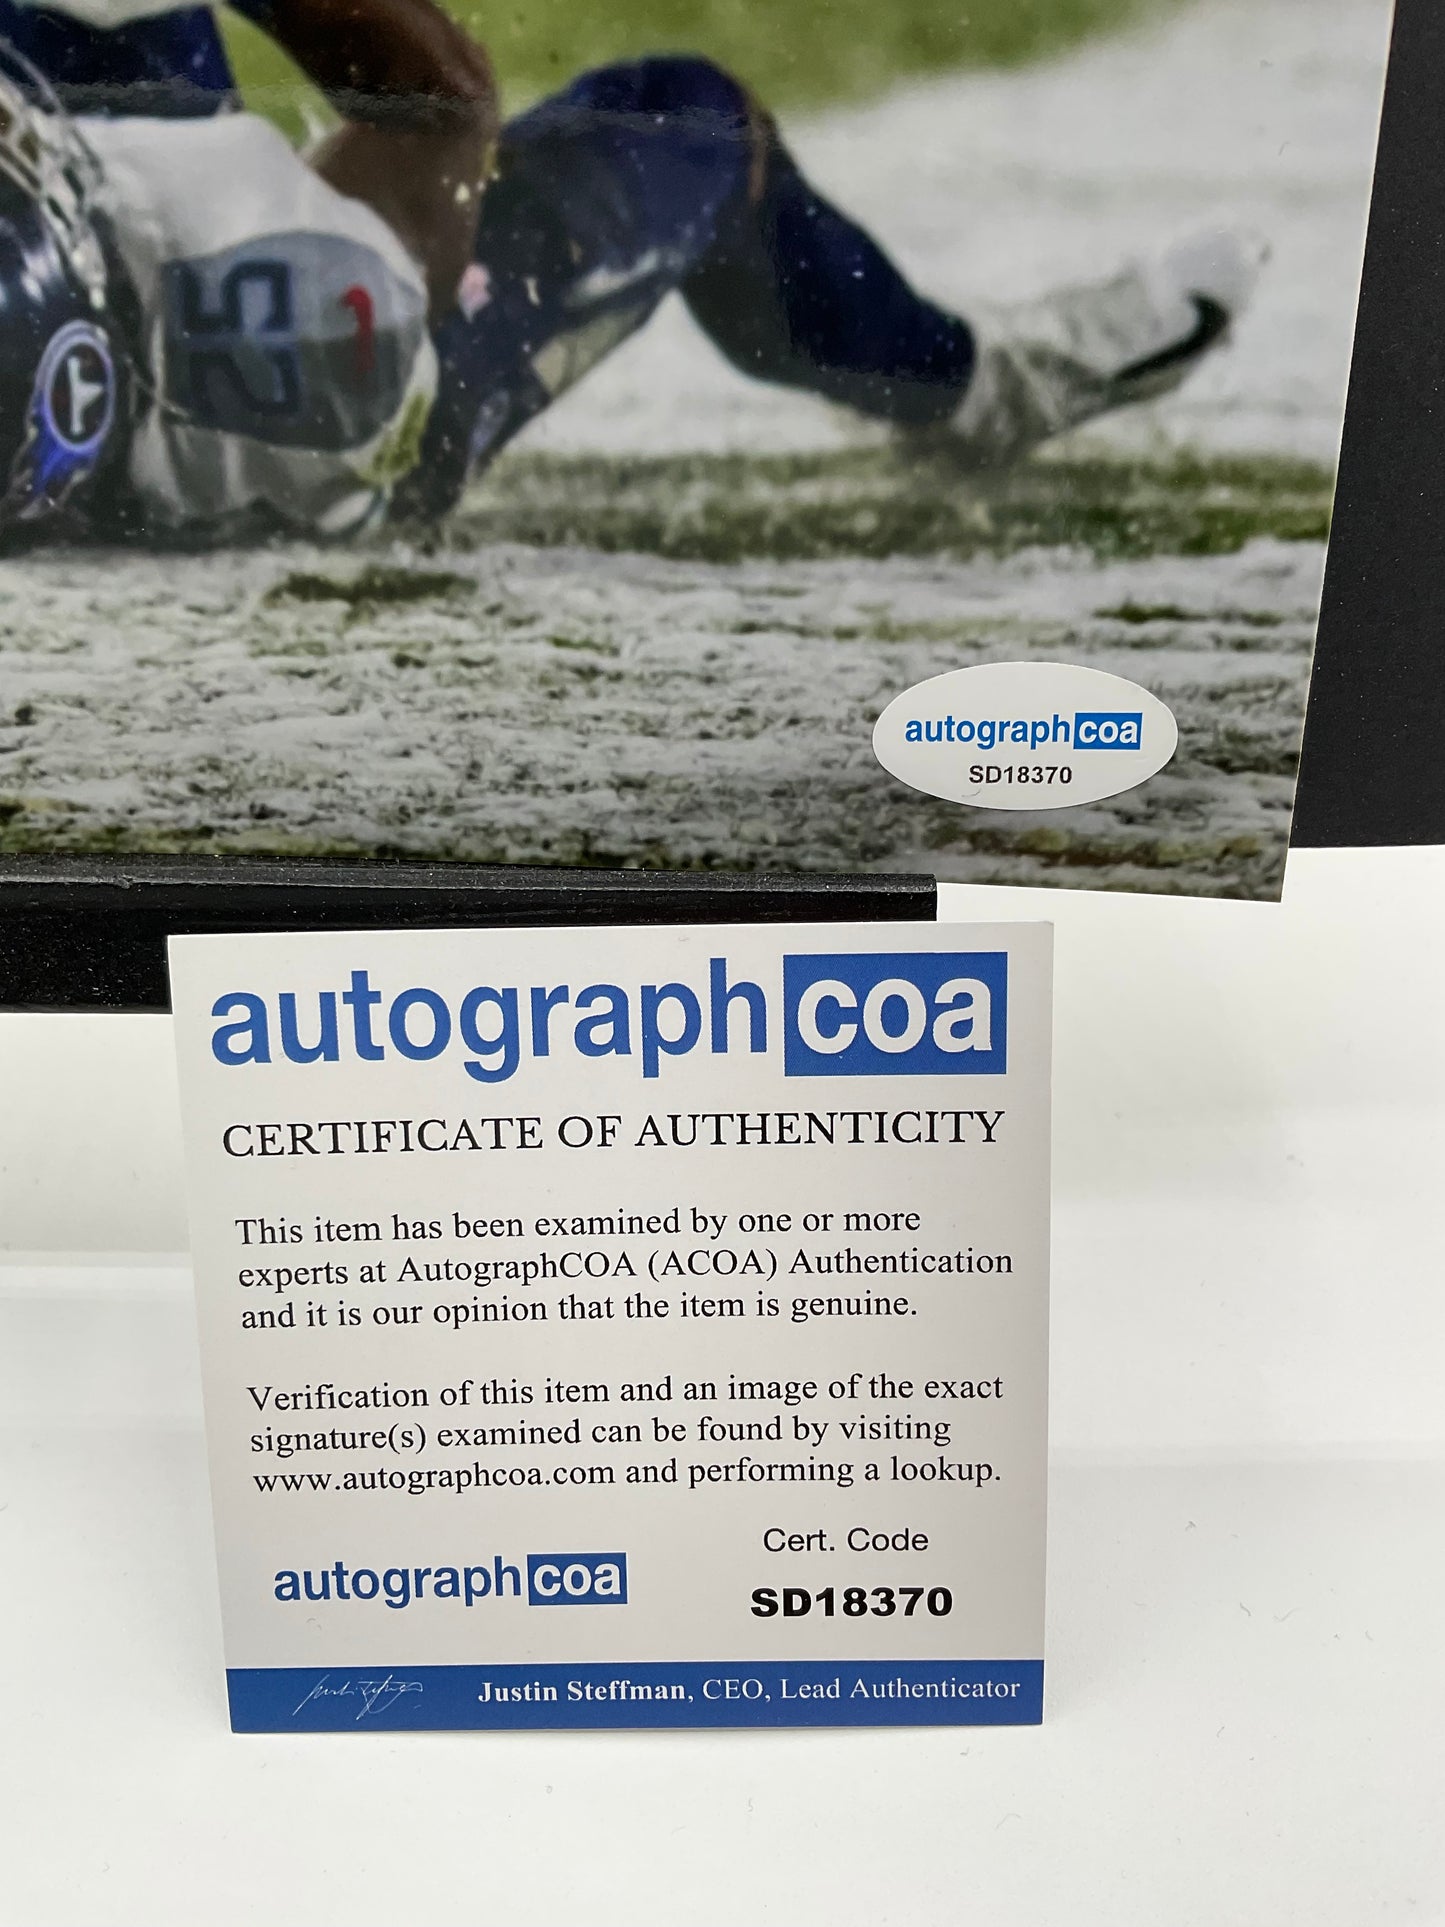 autographcoa
SD18370
autographcoa
CERTIFICATE OF AUTHENTICITY
This item has been examined by one or more
experts at AutographCOA (ACOA) Authentication
and it is our opinion that the item is genuine.
Verification of this item and an image of the exact
signature(s) examined can be found by visiting
www.autographcoa.com and performing a lookup.
Cert. Code
autographcoa
SD18370
Justin Steffman, CEO, Lead Authenticator